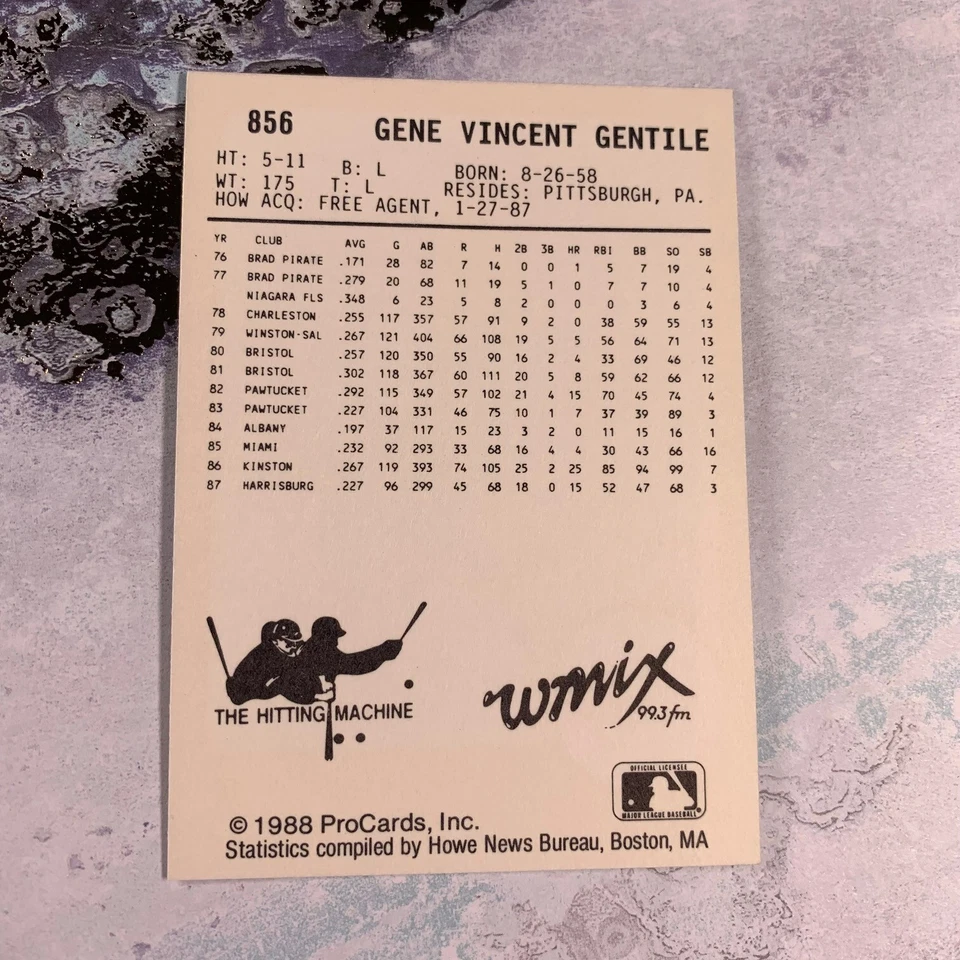 856 GENE VINCENT GENTILE
HT: 5-11 B: L BORN: 8-26-58
WT: 175 T: L RESIDES: PITTSBURGH, PA.
HOW ACQ: FREE AGENT, 1-27-87
YR CLUB AVG G AB R H 2B 3B HR RBI BB SO SB
76 BRAD PIRATE .171 28 82 7 14 0 0 1 5 7 19 4
77 BRAD PIRATE .279 20 68 11 19 5 1 0 7 7 10 4
NIAGARA FLS .348 6 23 5 8 2 0 0 0 3 6 4
78 CHARLESTON .255 117 357 57 91 9 2 0 38 59 55 13
79 WINSTON-SAL .267 121 404 66 108 19 5 5 56 64 71 13
80 BRISTOL .257 120 350 55 90 16 2 4 33 69 46 12
81 BRISTOL .302 118 367 60 111 20 5 8 59 62 66 12
82 PAWTUCKET .292 115 349 57 102 21 4 15 70 45 74 4
83 PAWTUCKET .227 104 331 46 75 10 1 7 37 39 89 3
84 ALBANY .197 37 117 15 23 3 2 0 11 15 16 1
85 MIAMI .232 92 293 33 68 16 4 4 30 43 66 16
86 KINSTON .267 119 393 74 105 25 2 25 85 94 99 7
87 HARRISBURG .227 96 299 45 68 18 0 15 52 47 68 3
THE HITTING MACHINE
wmix
99.3 fm
OFFICIAL LICENSEE
MAJOR LEAGUE BASEBALL
© 1988 ProCards, Inc.
Statistics compiled by Howe News Bureau, Boston, MA